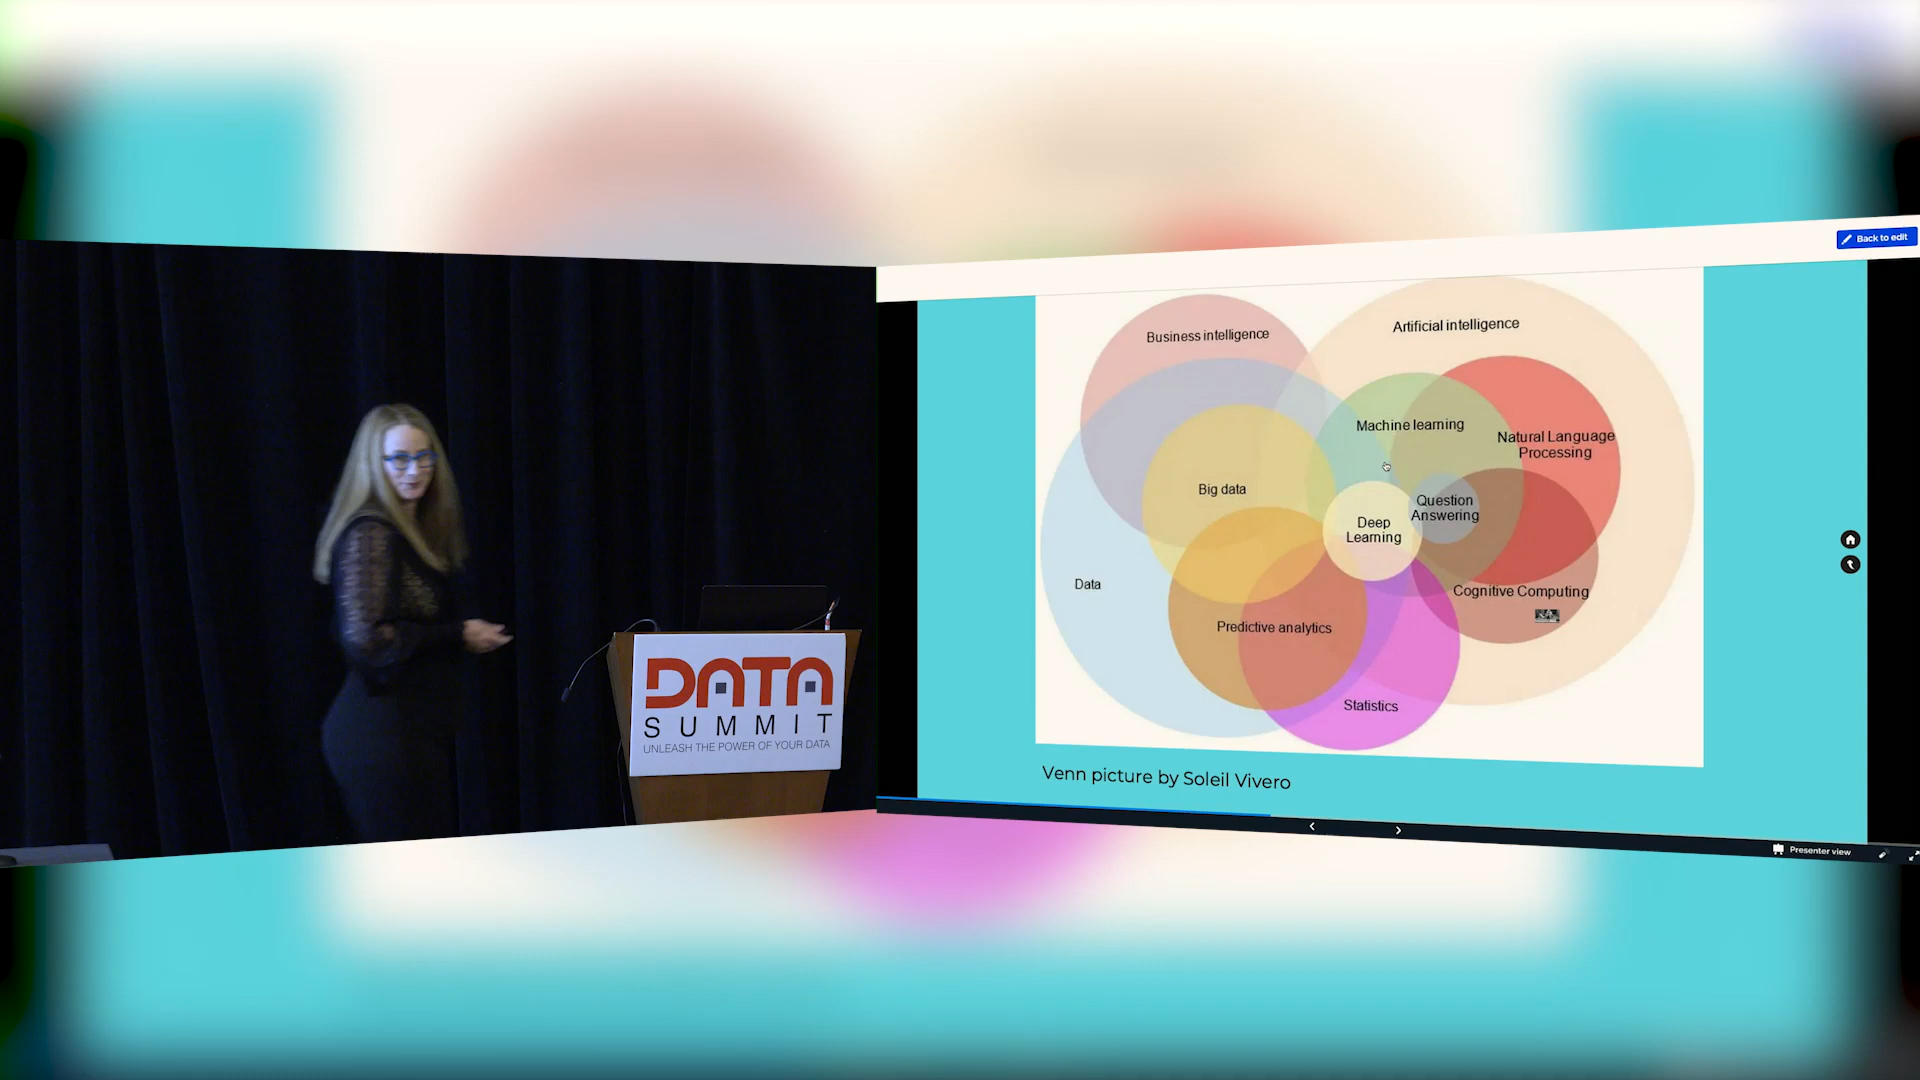 DATA
SUMMIT
UNLEASH THE POWER OF YOUR DATA
Back to edit
Business intelligence
Artificial intelligence
Machine learning
Natural Language
Processing
Big data
Question
Answering
Deep
Learning
Data
Cognitive Computing
Predictive analytics
Statistics
Venn picture by Soleil Vivero
Presenter view